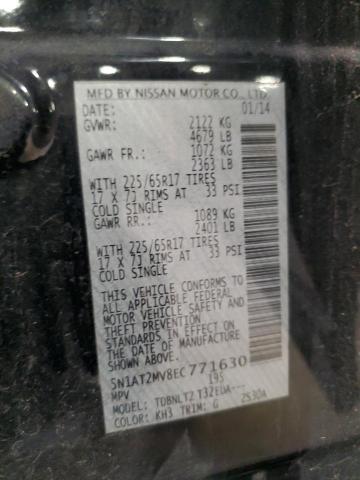 MFD BY NISSAN MOTOR CO., LTD.
DATE: 01/14
GVWR: 2122 KG
4679 LB
GAWR FR.: 1072 KG
2363 LB
WITH 225/65R17 TIRES
17 X 7J RIMS AT 33 PSI
COLD SINGLE
GAWR RR.: 1089 KG
2401 LB
WITH 225/65R17 TIRES
17 X 7J RIMS AT 33 PSI
COLD SINGLE
THIS VEHICLE CONFORMS TO
ALL APPLICABLE FEDERAL
MOTOR VEHICLE SAFETY AND
THEFT PREVENTION
STANDARDS IN EFFECT ON
THE DATE OF MANUFACTURE
SHOWN ABOVE.
5N1AT2MV8EC771630
MPV 195
MODEL: TDBNLYZ T32EUA---
COLOR: KH3 TRIM: G 2530A